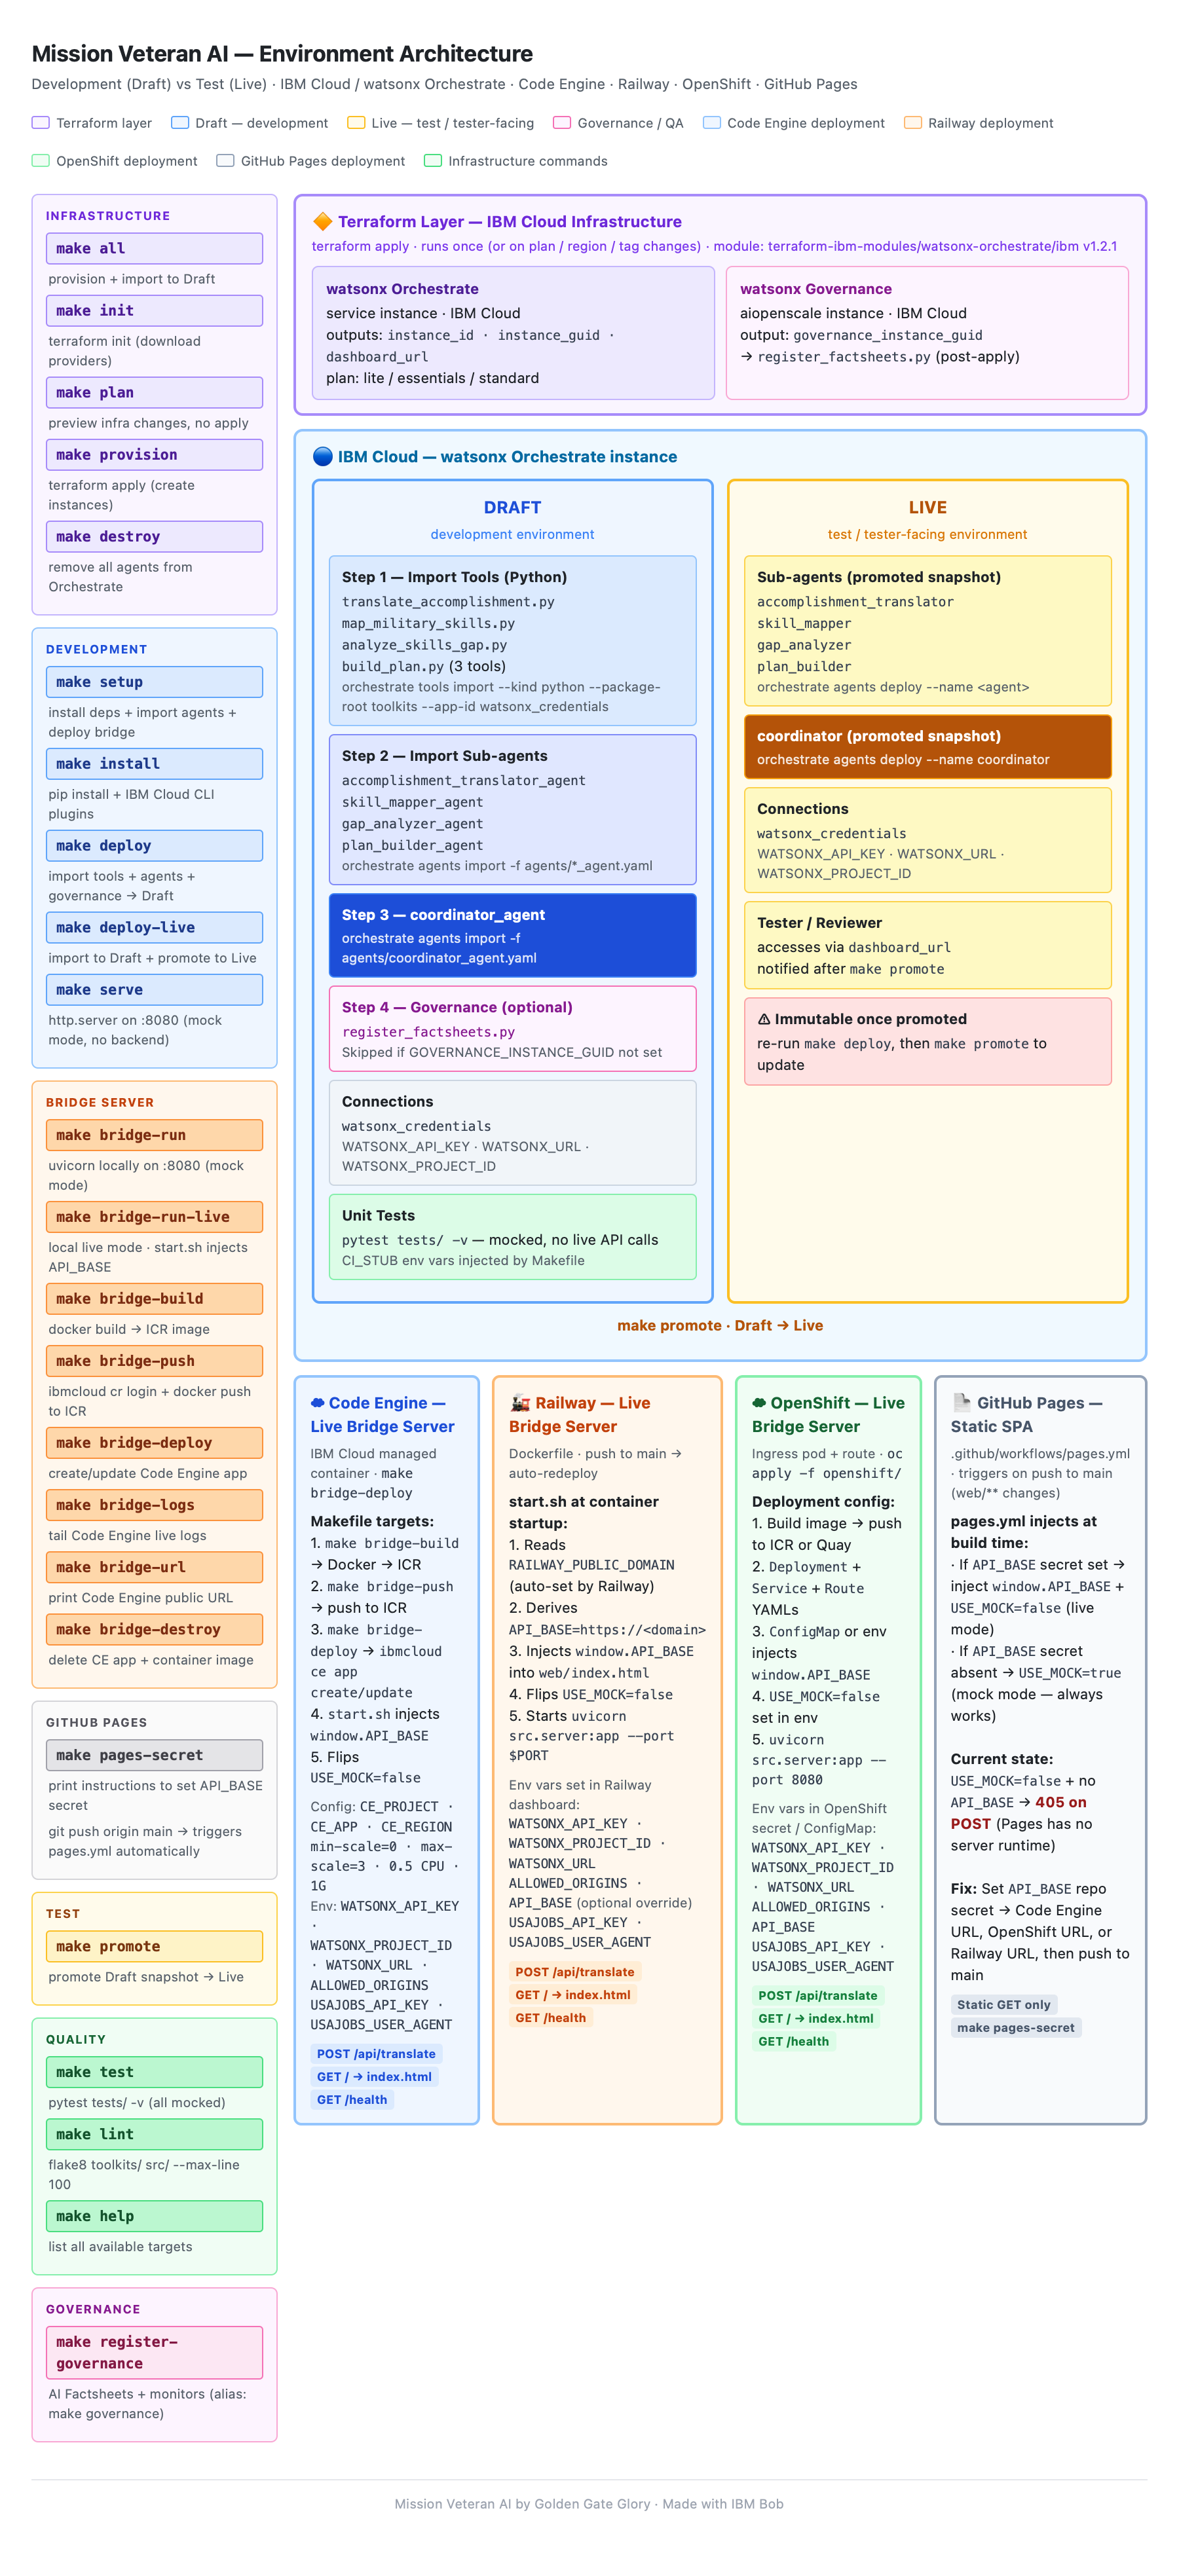 Mission Veteran AI — Environment Architecture
Development (Draft) vs Test (Live) · IBM Cloud / watsonx Orchestrate · Code Engine · Railway · OpenShift · GitHub Pages
Terraform layer
Draft — development
Live — test / tester-facing
Governance / QA
Code Engine deployment
Railway deployment
OpenShift deployment
GitHub Pages deployment
Infrastructure commands
INFRASTRUCTURE
make all
provision + import to Draft
make init
terraform init (download
providers)
make plan
preview infra changes, no apply
make provision
terraform apply (create
instances)
make destroy
remove all agents from
Orchestrate
DEVELOPMENT
make setup
install deps + import agents +
deploy bridge
make install
pip install + IBM Cloud CLI
plugins
make deploy
import tools + agents +
governance → Draft
make deploy-live
import to Draft + promote to Live
make serve
http.server on :8080 (mock
mode, no backend)
BRIDGE SERVER
make bridge-run
uvicorn locally on :8080 (mock
mode)
make bridge-run-live
local live mode · start.sh injects
API_BASE
make bridge-build
docker build → ICR image
make bridge-push
ibmcloud cr login + docker push
to ICR
make bridge-deploy
create/update Code Engine app
make bridge-logs
tail Code Engine live logs
make bridge-url
print Code Engine public URL
make bridge-destroy
delete CE app + container image
GITHUB PAGES
make pages-secret
print instructions to set API_BASE
secret
git push origin main → triggers
pages.yml automatically
TEST
make promote
promote Draft snapshot → Live
QUALITY
make test
pytest tests/ -v (all mocked)
make lint
flake8 toolkits/ src/ --max-line
100
make help
list all available targets
GOVERNANCE
make register-
governance
AI Factsheets + monitors (alias:
make governance)
Terraform Layer — IBM Cloud Infrastructure
terraform apply · runs once (or on plan / region / tag changes) · module: terraform-ibm-modules/watsonx-orchestrate/ibm v1.2.1
watsonx Orchestrate
service instance · IBM Cloud
outputs: instance_id · instance_guid ·
dashboard_url
plan: lite / essentials / standard
watsonx Governance
aiopenscale instance · IBM Cloud
output: governance_instance_guid
→ register_factsheets.py (post-apply)
IBM Cloud — watsonx Orchestrate instance
DRAFT
development environment
Step 1 — Import Tools (Python)
translate_accomplishment.py
map_military_skills.py
analyze_skills_gap.py
build_plan.py (3 tools)
orchestrate tools import --kind python --package-
root toolkits --app-id watsonx_credentials
Step 2 — Import Sub-agents
accomplishment_translator_agent
skill_mapper_agent
gap_analyzer_agent
plan_builder_agent
orchestrate agents import -f agents/*_agent.yaml
Step 3 — coordinator_agent
orchestrate agents import -f
agents/coordinator_agent.yaml
Step 4 — Governance (optional)
register_factsheets.py
Skipped if GOVERNANCE_INSTANCE_GUID not set
Connections
watsonx_credentials
WATSONX_API_KEY · WATSONX_URL ·
WATSONX_PROJECT_ID
Unit Tests
pytest tests/ -v — mocked, no live API calls
CI_STUB env vars injected by Makefile
LIVE
test / tester-facing environment
Sub-agents (promoted snapshot)
accomplishment_translator
skill_mapper
gap_analyzer
plan_builder
orchestrate agents deploy --name <agent>
coordinator (promoted snapshot)
orchestrate agents deploy --name coordinator
Connections
watsonx_credentials
WATSONX_API_KEY · WATSONX_URL ·
WATSONX_PROJECT_ID
Tester / Reviewer
accesses via dashboard_url
notified after make promote
⚠ Immutable once promoted
re-run make deploy, then make promote to
update
make promote · Draft → Live
Code Engine —
Live Bridge Server
IBM Cloud managed
container · make
bridge-deploy
Makefile targets:
1. make bridge-build
→ Docker → ICR
2. make bridge-push
→ push to ICR
3. make bridge-
deploy → ibmcloud
ce app
create/update
4. start.sh injects
window.API_BASE
5. Flips
USE_MOCK=false
Config: CE_PROJECT ·
CE_APP · CE_REGION
min-scale=0 · max-
scale=3 · 0.5 CPU ·
1G
Env: WATSONX_API_KEY
·
WATSONX_PROJECT_ID
· WATSONX_URL ·
ALLOWED_ORIGINS
USAJOBS_API_KEY ·
USAJOBS_USER_AGENT
POST /api/translate
GET / → index.html
GET /health
Railway — Live
Bridge Server
Dockerfile · push to main →
auto-redeploy
start.sh at container
startup:
1. Reads
RAILWAY_PUBLIC_DOMAIN
(auto-set by Railway)
2. Derives
API_BASE=https://<domain>
3. Injects window.API_BASE
into web/index.html
4. Flips USE_MOCK=false
5. Starts uvicorn
src.server:app --port
$PORT
Env vars set in Railway
dashboard:
WATSONX_API_KEY ·
WATSONX_PROJECT_ID ·
WATSONX_URL
ALLOWED_ORIGINS ·
API_BASE (optional override)
USAJOBS_API_KEY ·
USAJOBS_USER_AGENT
POST /api/translate
GET / → index.html
GET /health
OpenShift — Live
Bridge Server
Ingress pod + route · oc
apply -f openshift/
Deployment config:
1. Build image → push
to ICR or Quay
2. Deployment +
Service + Route
YAMLs
3. ConfigMap or env
injects
window.API_BASE
4. USE_MOCK=false
set in env
5. uvicorn
src.server:app --
port 8080
Env vars in OpenShift
secret / ConfigMap:
WATSONX_API_KEY ·
WATSONX_PROJECT_ID
· WATSONX_URL
ALLOWED_ORIGINS ·
API_BASE
USAJOBS_API_KEY ·
USAJOBS_USER_AGENT
POST /api/translate
GET / → index.html
GET /health
GitHub Pages —
Static SPA
.github/workflows/pages.yml
· triggers on push to main
(web/** changes)
pages.yml injects at
build time:
· If API_BASE secret set →
inject window.API_BASE +
USE_MOCK=false (live
mode)
· If API_BASE secret
absent → USE_MOCK=true
(mock mode — always
works)
Current state:
USE_MOCK=false + no
API_BASE → 405 on
POST (Pages has no
server runtime)
Fix: Set API_BASE repo
secret → Code Engine
URL, OpenShift URL, or
Railway URL, then push to
main
Static GET only
make pages-secret
Mission Veteran AI by Golden Gate Glory · Made with IBM Bob